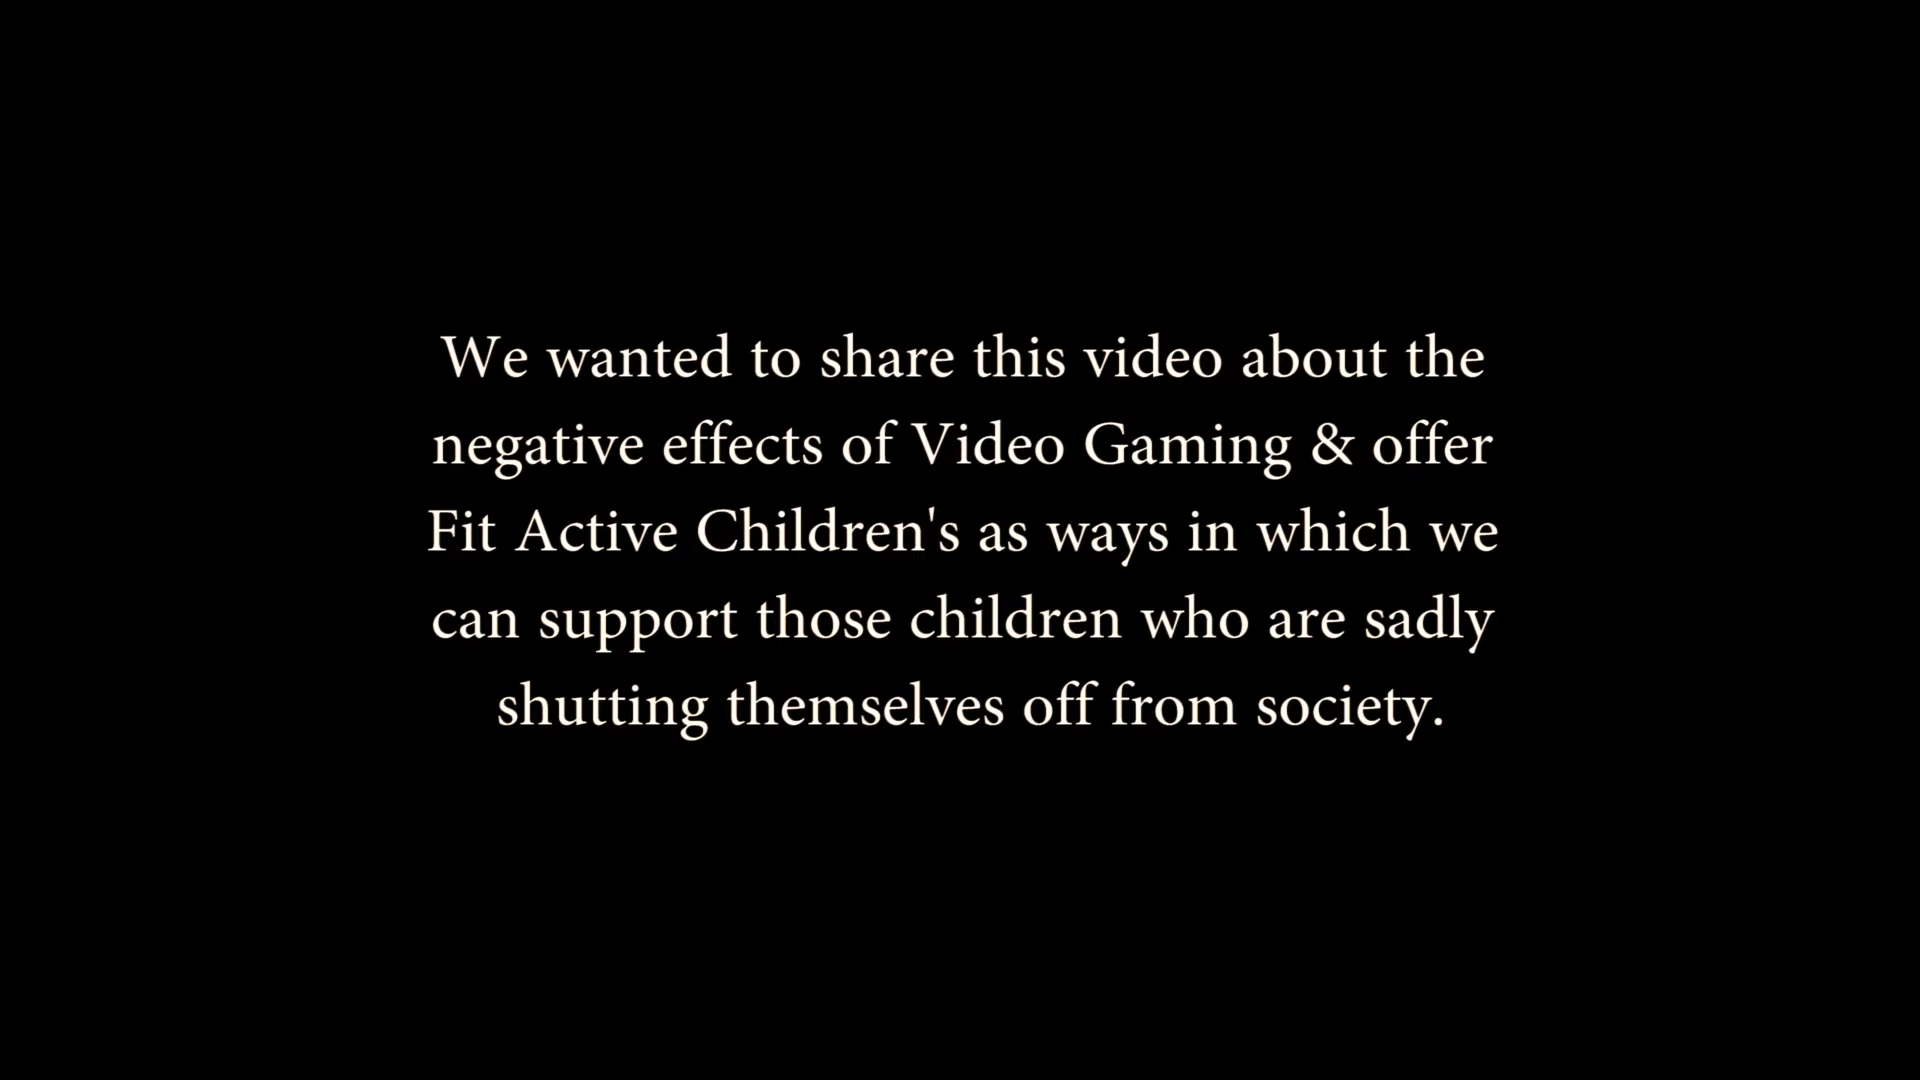 We wanted to share this video about the
negative effects of Video Gaming & offer
Fit Active Children's as ways in which we
can support those children who are sadly
shutting themselves off from society.